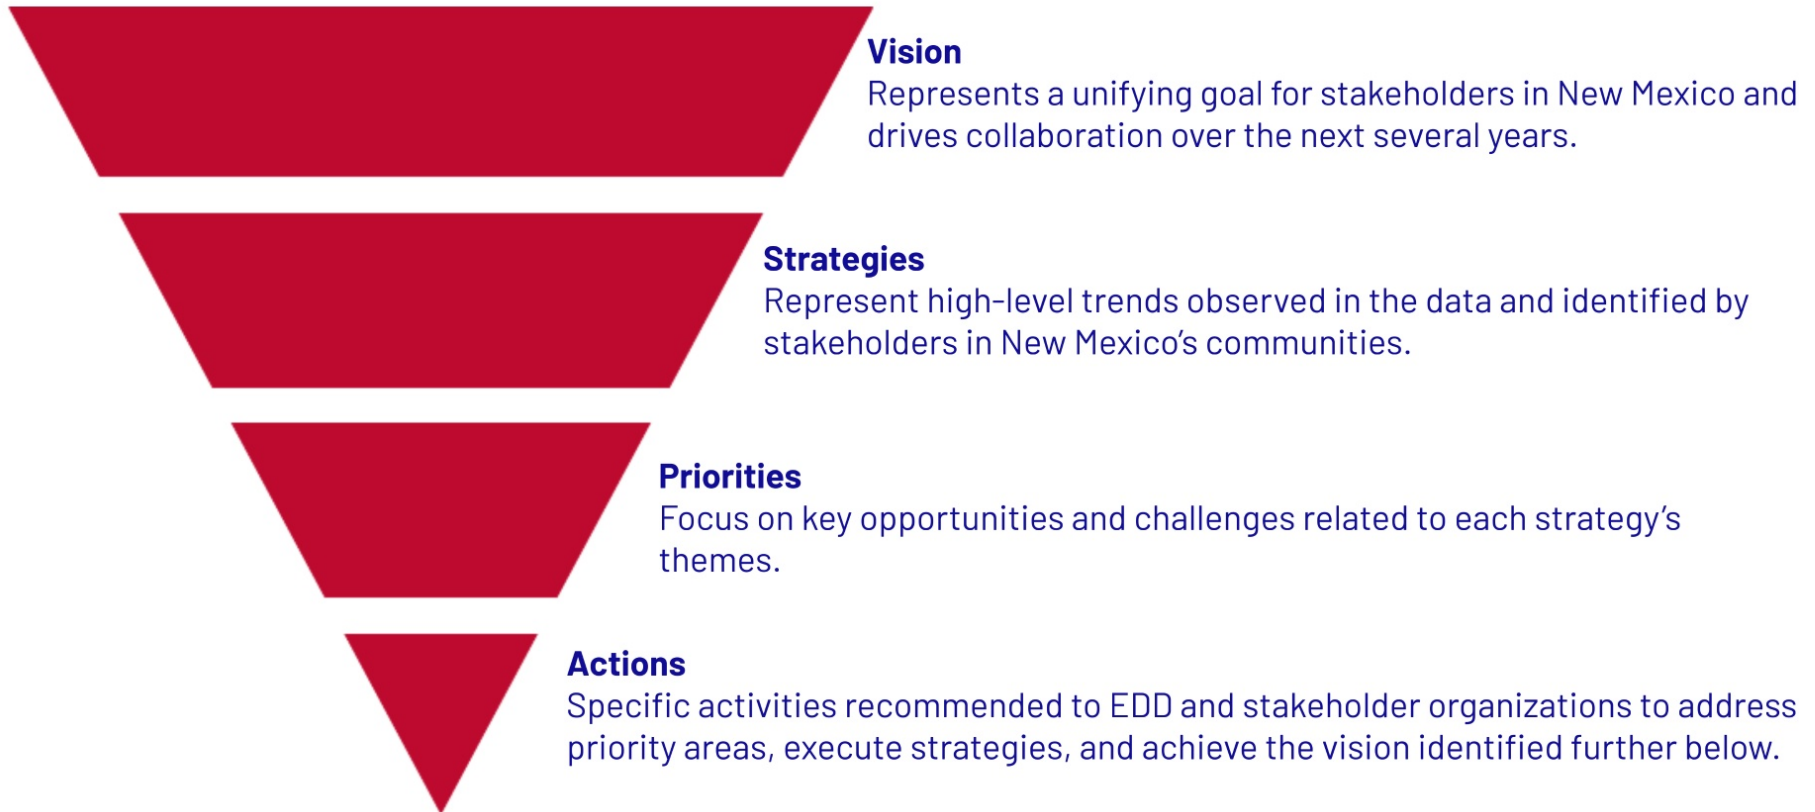 Vision
Represents a unifying goal for stakeholders in New Mexico and
drives collaboration over the next several years.
Strategies
Represent high-level trends observed in the data and identified by
stakeholders in New Mexico’s communities.
Priorities
Focus on key opportunities and challenges related to each strategy’s
themes.
Actions
Specific activities recommended to EDD and stakeholder organizations to address
priority areas, execute strategies, and achieve the vision identified further below.